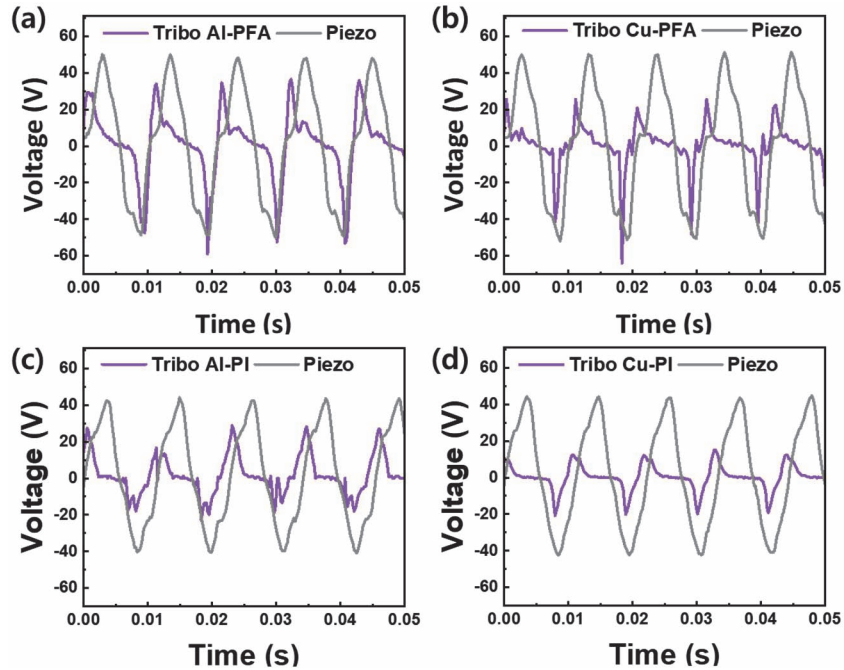 (a)
Tribo Al-PFA Piezo
60
40
20
0
-20
-40
-60
Voltage (V)
0.00 0.01 0.02 0.03 0.04 0.05
Time (s)
(b)
Tribo Cu-PFA Piezo
60
40
20
0
-20
-40
-60
Voltage (V)
0.00 0.01 0.02 0.03 0.04 0.05
Time (s)
(c)
Tribo Al-PI Piezo
60
40
20
0
-20
-40
-60
Voltage (V)
0.00 0.01 0.02 0.03 0.04 0.05
Time (s)
(d)
Tribo Cu-PI Piezo
60
40
20
0
-20
-40
-60
Voltage (V)
0.00 0.01 0.02 0.03 0.04 0.05
Time (s)